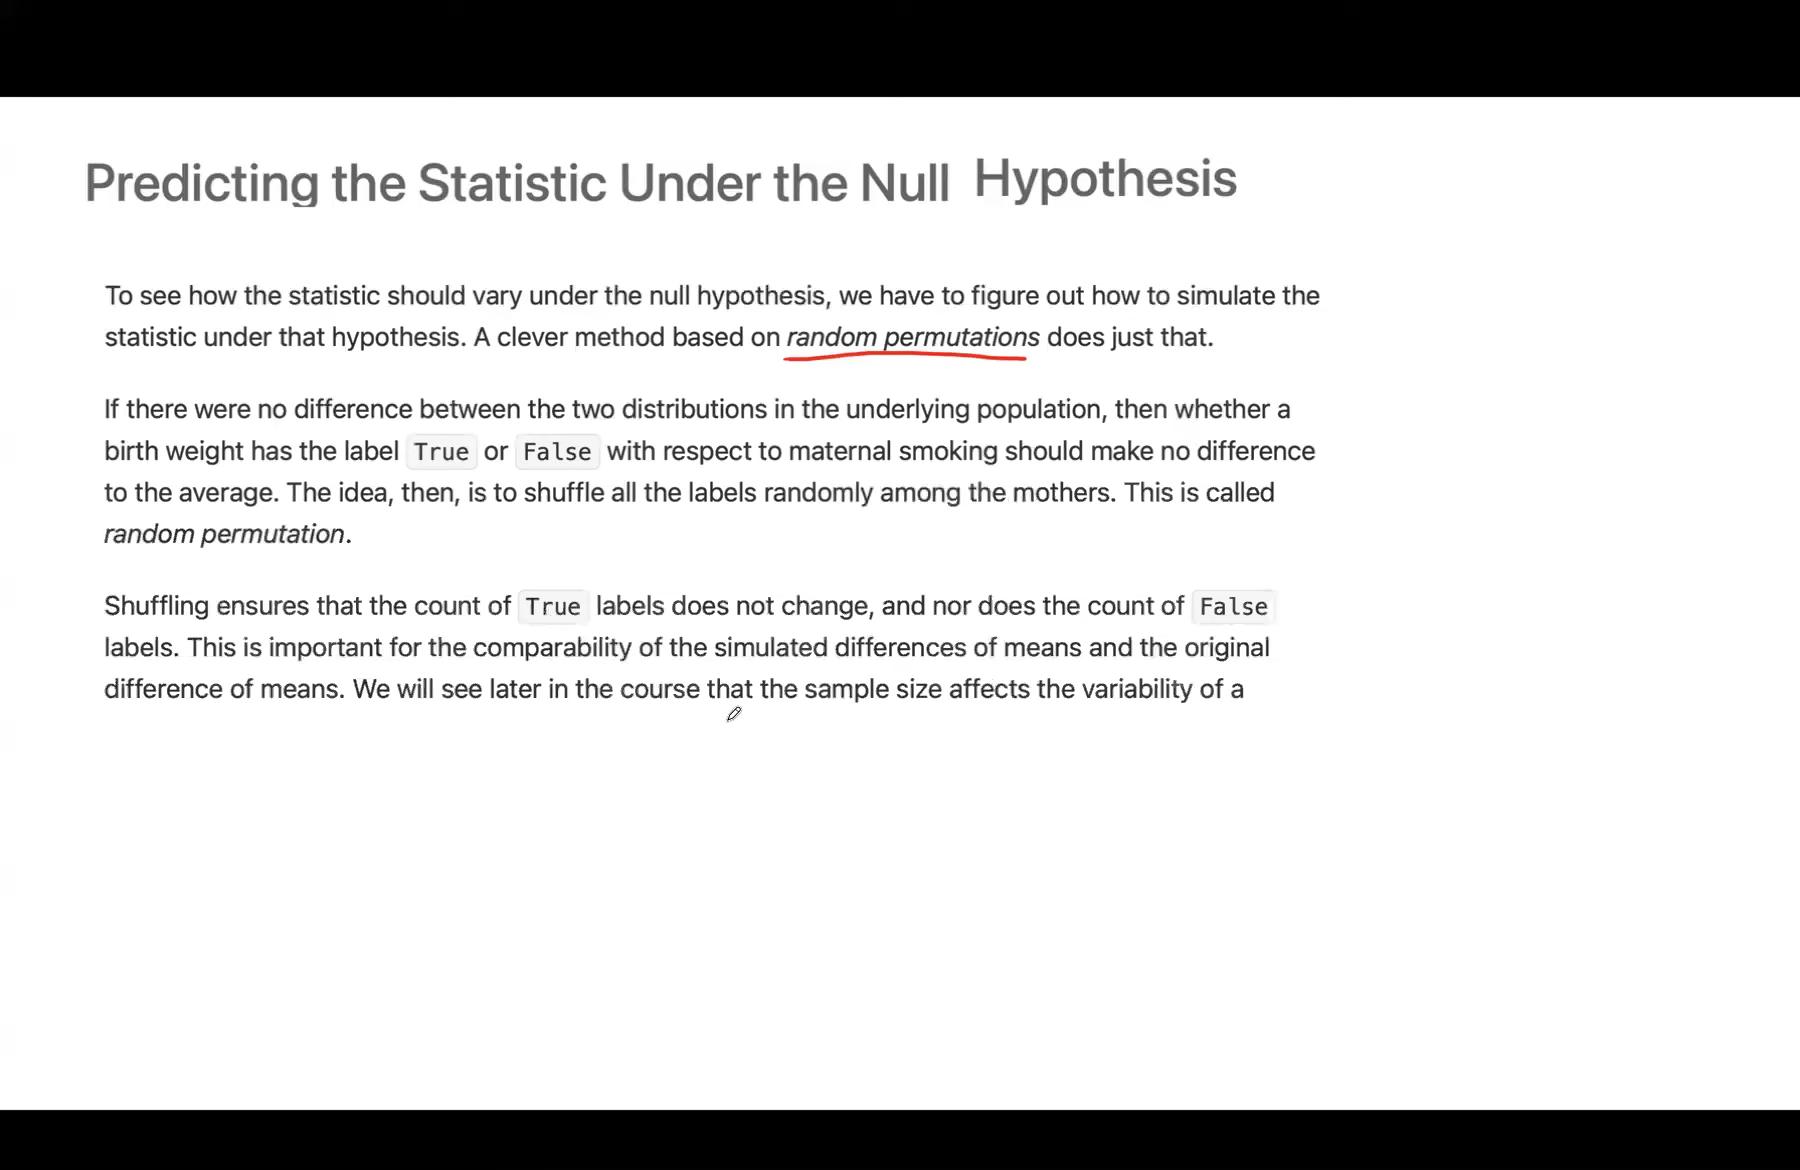 Predicting the Statistic Under the Null Hypothesis
To see how the statistic should vary under the null hypothesis, we have to figure out how to simulate the
statistic under that hypothesis. A clever method based on random permutations does just that.
If there were no difference between the two distributions in the underlying population, then whether a
birth weight has the label True or False with respect to maternal smoking should make no difference
to the average. The idea, then, is to shuffle all the labels randomly among the mothers. This is called
random permutation.
Shuffling ensures that the count of True labels does not change, and nor does the count of False
labels. This is important for the comparability of the simulated differences of means and the original
difference of means. We will see later in the course that the sample size affects the variability of a